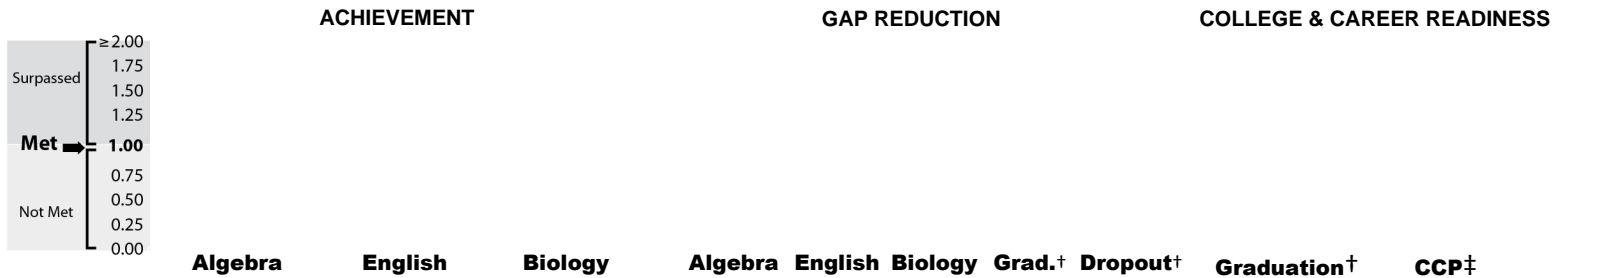 ACHIEVEMENT GAP REDUCTION COLLEGE & CAREER READINESS
≥ 2.00
Surpassed 1.75
1.50
1.25
Met 1.00
0.75
0.50
Not Met 0.25
0.00
Algebra English Biology Algebra English Biology Grad.† Dropout† Graduation† CCP‡